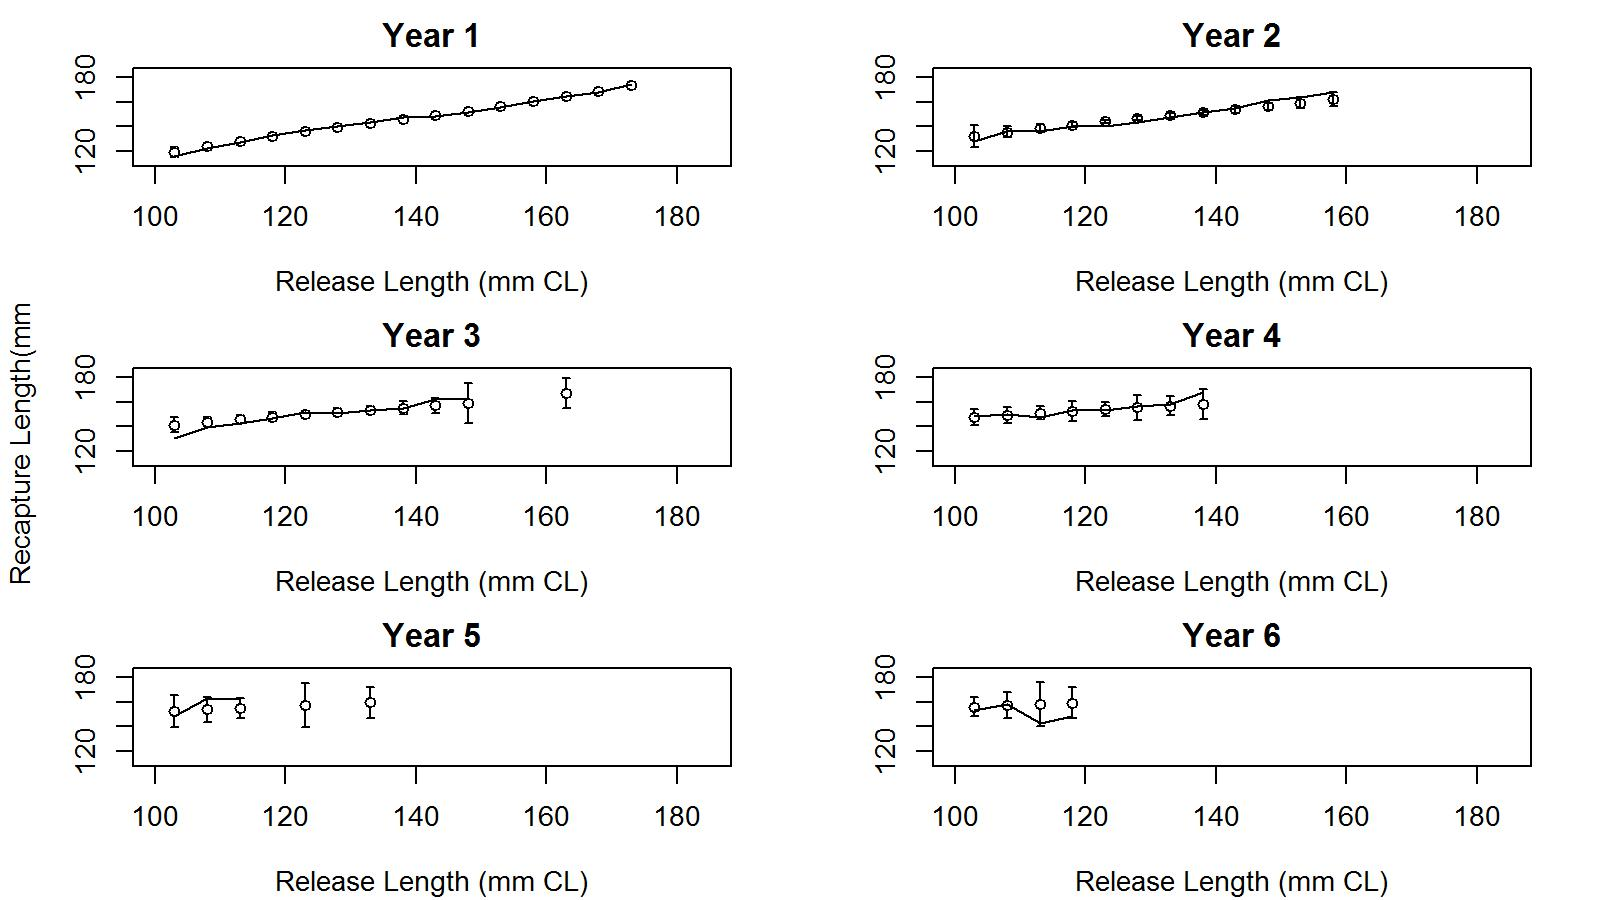 Year 1
180
120
100 120 140 160 180
Release Length (mm CL)
Year 2
180
120
100 120 140 160 180
Release Length (mm CL)
Recapture Length(mm
Year 3
180
120
100 120 140 160 180
Release Length (mm CL)
Year 4
180
120
100 120 140 160 180
Release Length (mm CL)
Year 5
180
120
100 120 140 160 180
Release Length (mm CL)
Year 6
180
120
100 120 140 160 180
Release Length (mm CL)